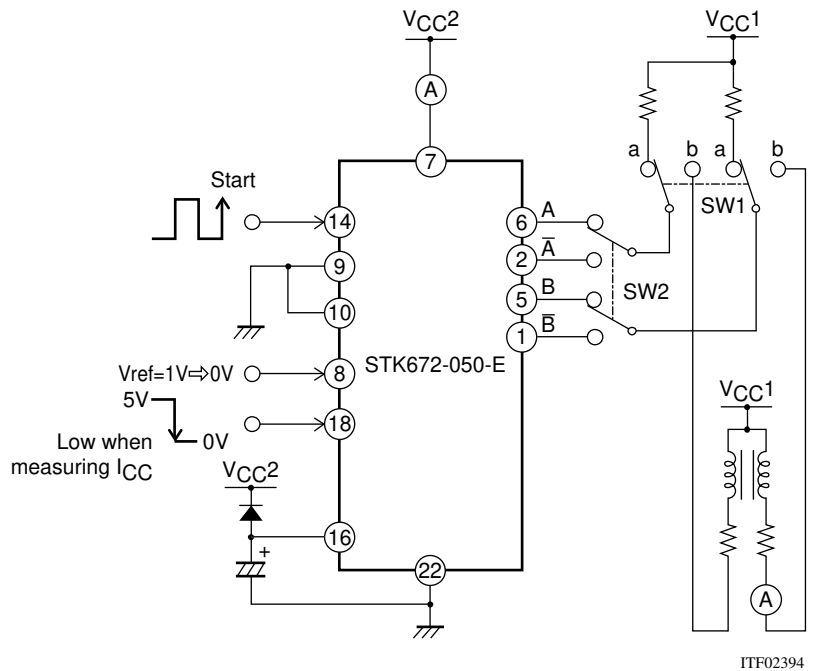 VCC2
VCC1
A
7
a
b
a
b
SW1
Start
14
9
10
6 A
2 A̅
5 B
1 B̅
SW2
STK672-050-E
Vref=1V⇨0V
8
5V
0V
18
Low when
measuring ICC
VCC2
16
+
22
VCC1
A
ITF02394